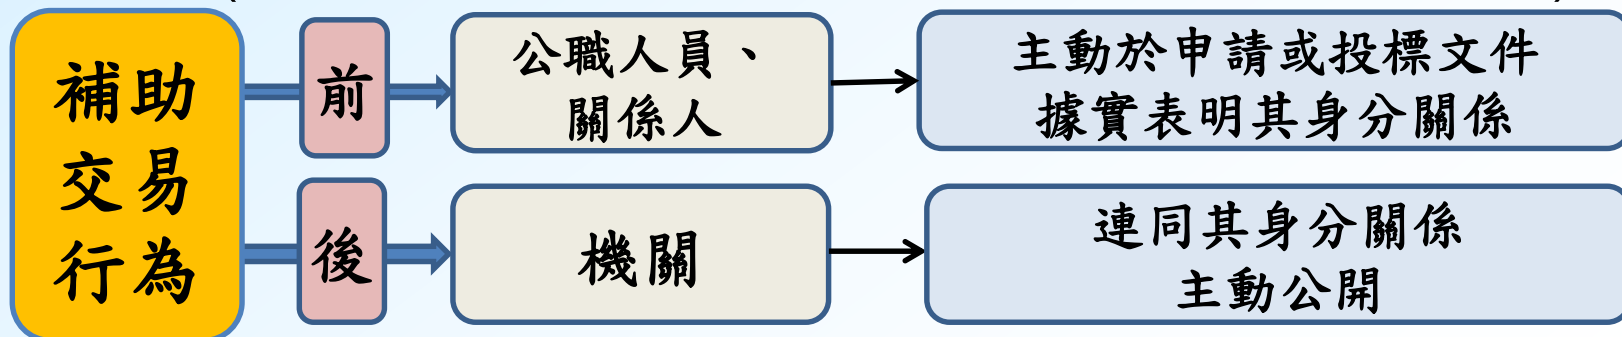 補助
交易
行為
前
公職人員、
關係人
主動於申請或投標文件
據實表明其身分關係
後
機關
連同其身分關係
主動公開